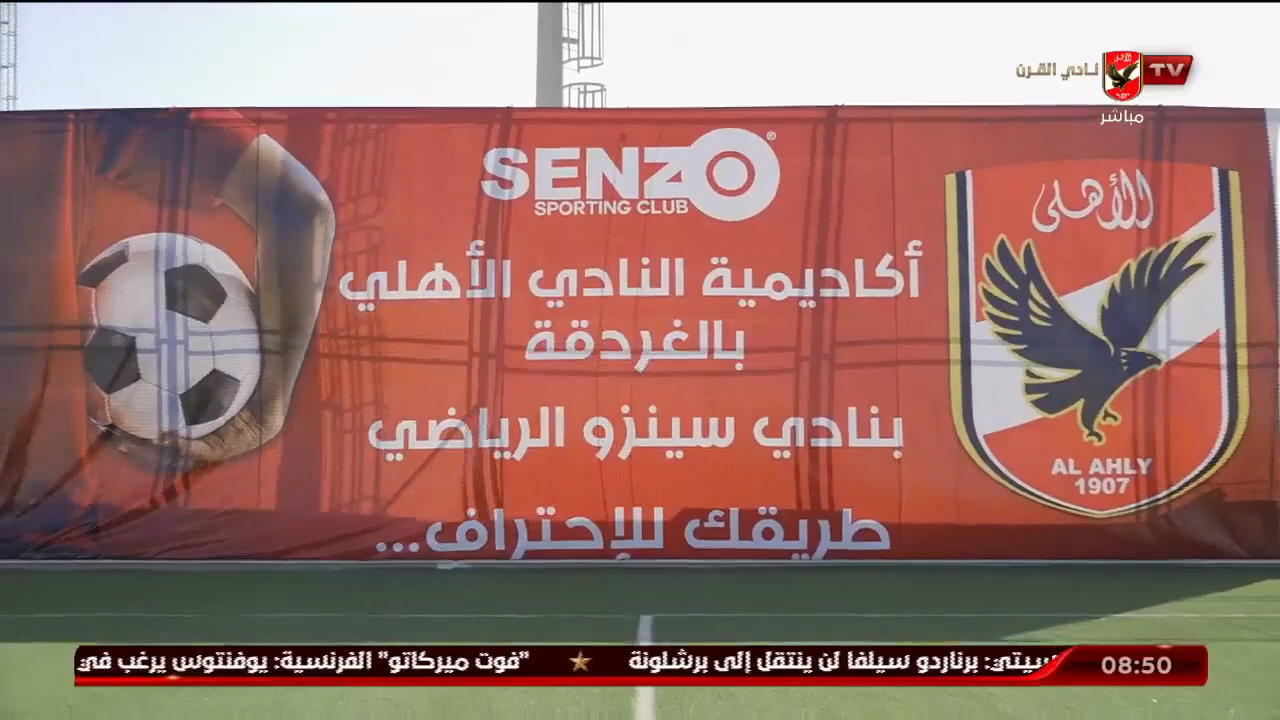 نادي القرن
TV
مباشر
SENZO®
SPORTING CLUB
أكاديمية النادي الأهلي
بالغردقة
بنادي سينزو الرياضي
طريقك للإحتراف...
الأهلى
AL AHLY
1907
سيتي: برناردو سيلفا لن ينتقل إلى برشلونة ★ "فوت ميركاتو" الفرنسية: يوفنتوس يرغب في
08:50